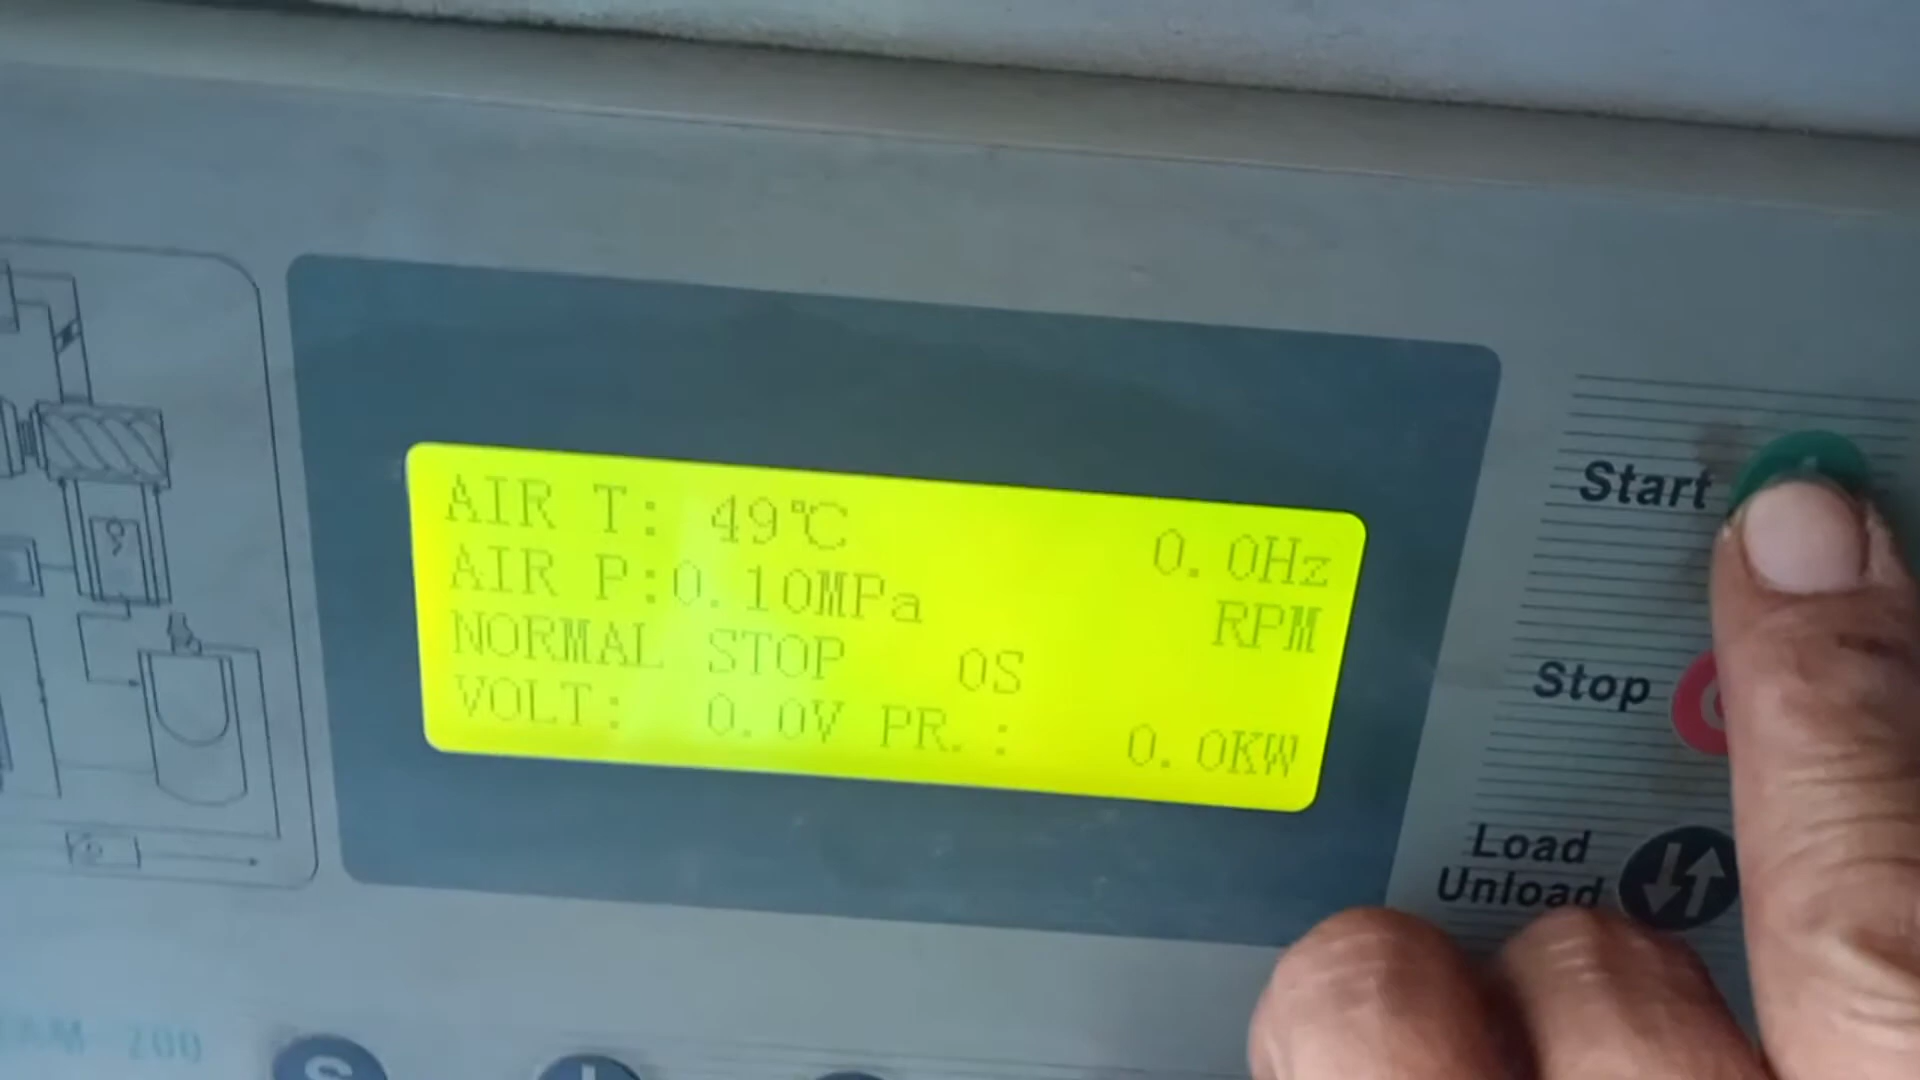 AIR T: 49℃ 0.0Hz
AIR P:0.10MPa RPM
NORMAL STOP 0S
VOLT: 0.0V PR.: 0.0KW
Start
Stop
Load
Unload
200
S